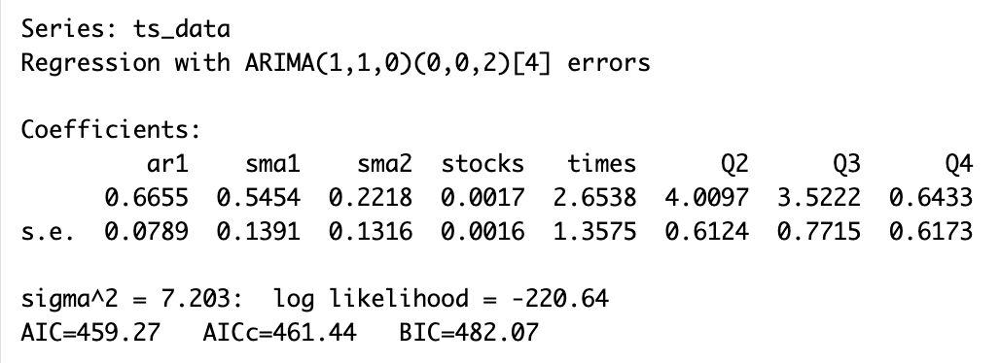 Series: ts_data
Regression with ARIMA(1,1,0)(0,0,2)[4] errors
Coefficients:
ar1 sma1 sma2 stocks times Q2 Q3 Q4
0.6655 0.5454 0.2218 0.0017 2.6538 4.0097 3.5222 0.6433
s.e. 0.0789 0.1391 0.1316 0.0016 1.3575 0.6124 0.7715 0.6173
sigma^2 = 7.203: log likelihood = -220.64
AIC=459.27 AICc=461.44 BIC=482.07